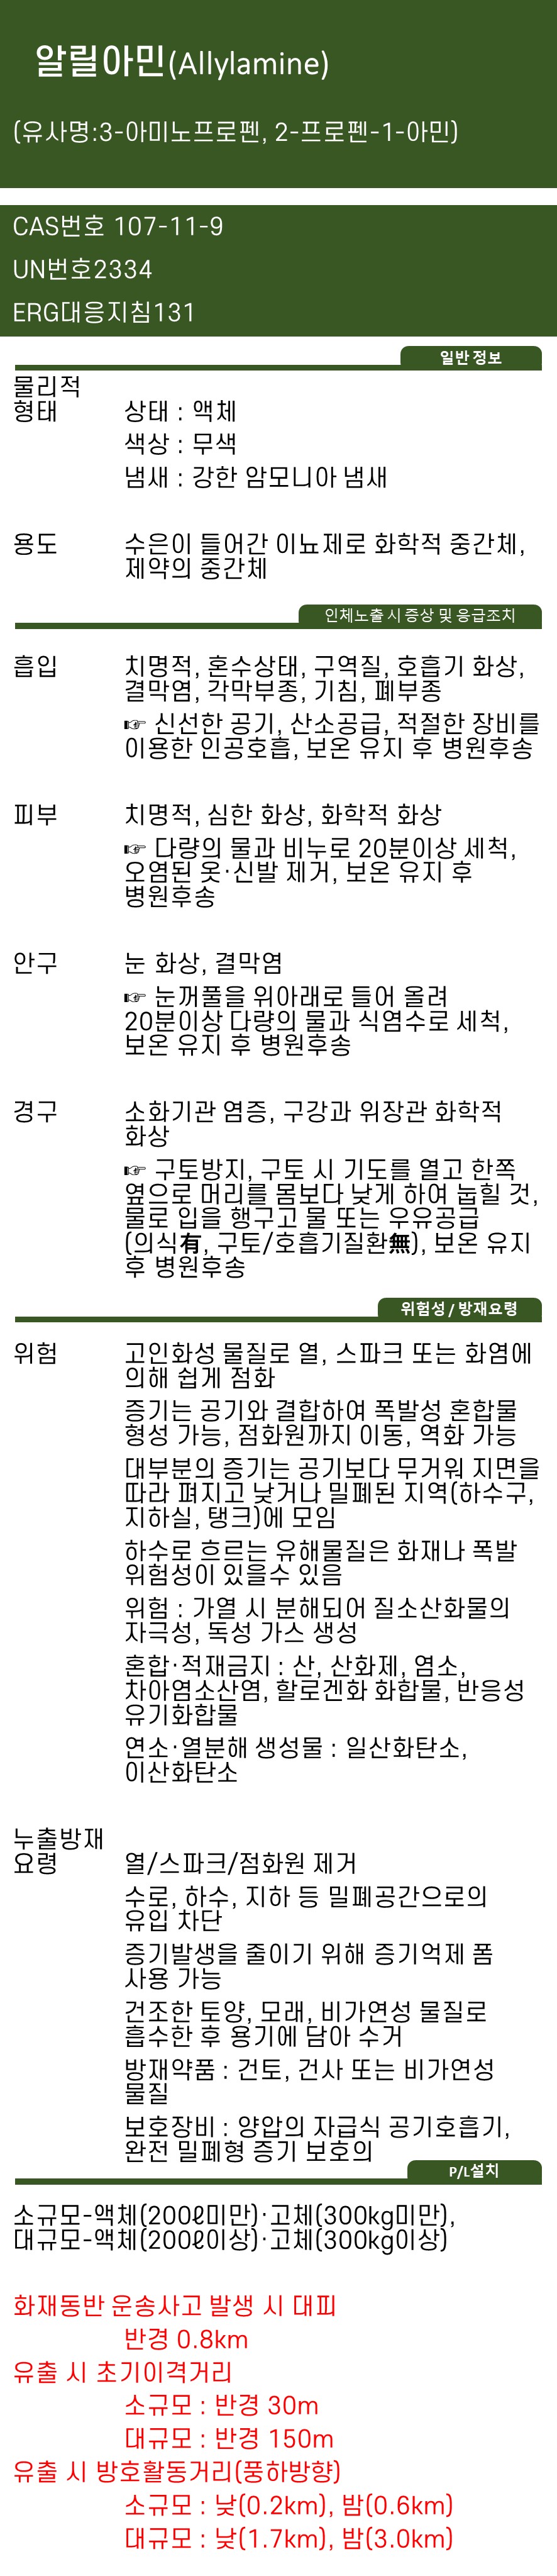 알릴아민(Allylamine)
(유사명:3-아미노프로펜, 2-프로펜-1-아민)
CAS번호 107-11-9
UN번호2334
ERG대응지침131
일반 정보
물리적
형태 상태 : 액체
색상 : 무색
냄새 : 강한 암모니아 냄새
용도 수은이 들어간 이뇨제로 화학적 중간체,
제약의 중간체
인체노출 시 증상 및 응급조치
흡입 치명적, 혼수상태, 구역질, 호흡기 화상,
결막염, 각막부종, 기침, 폐부종
☞ 신선한 공기, 산소공급, 적절한 장비를
이용한 인공호흡, 보온 유지 후 병원후송
피부 치명적, 심한 화상, 화학적 화상
☞ 다량의 물과 비누로 20분이상 세척,
오염된 옷·신발 제거, 보온 유지 후
병원후송
안구 눈 화상, 결막염
☞ 눈꺼풀을 위아래로 들어 올려
20분이상 다량의 물과 식염수로 세척,
보온 유지 후 병원후송
경구 소화기관 염증, 구강과 위장관 화학적
화상
☞ 구토방지, 구토 시 기도를 열고 한쪽
옆으로 머리를 몸보다 낮게 하여 눕힐 것,
물로 입을 행구고 물 또는 우유공급
(의식有, 구토/호흡기질환無), 보온 유지
후 병원후송
위험성 / 방재요령
위험 고인화성 물질로 열, 스파크 또는 화염에
의해 쉽게 점화
증기는 공기와 결합하여 폭발성 혼합물
형성 가능, 점화원까지 이동, 역화 가능
대부분의 증기는 공기보다 무거워 지면을
따라 펴지고 낮거나 밀폐된 지역(하수구,
지하실, 탱크)에 모임
하수로 흐르는 유해물질은 화재나 폭발
위험성이 있을수 있음
위험 : 가열 시 분해되어 질소산화물의
자극성, 독성 가스 생성
혼합·적재금지 : 산, 산화제, 염소,
차아염소산염, 할로겐화 화합물, 반응성
유기화합물
연소·열분해 생성물 : 일산화탄소,
이산화탄소
누출방재
요령 열/스파크/점화원 제거
수로, 하수, 지하 등 밀폐공간으로의
유입 차단
증기발생을 줄이기 위해 증기억제 폼
사용 가능
건조한 토양, 모래, 비가연성 물질로
흡수한 후 용기에 담아 수거
방재약품 : 건토, 건사 또는 비가연성
물질
보호장비 : 양압의 자급식 공기호흡기,
완전 밀폐형 증기 보호의
P/L설치
소규모-액체(200ℓ미만)·고체(300kg미만),
대규모-액체(200ℓ이상)·고체(300kg이상)
화재동반 운송사고 발생 시 대피
반경 0.8km
유출 시 초기이격거리
소규모 : 반경 30m
대규모 : 반경 150m
유출 시 방호활동거리(풍하방향)
소규모 : 낮(0.2km), 밤(0.6km)
대규모 : 낮(1.7km), 밤(3.0km)